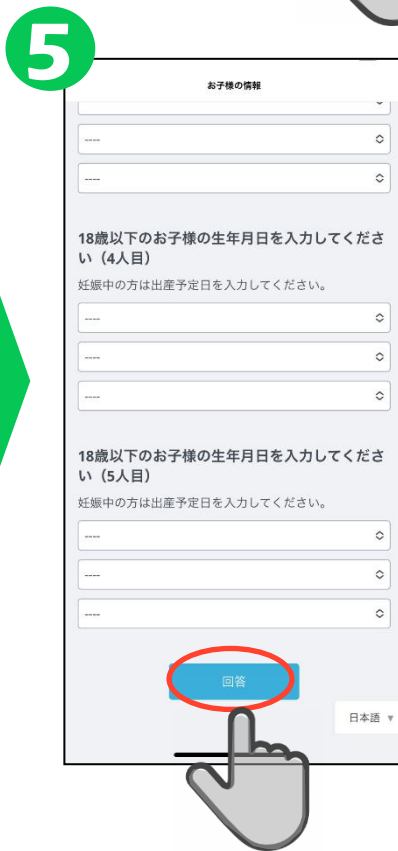 5
お子様の情報
----
----
18歳以下のお子様の生年月日を入力してくださ
い（4人目）
妊娠中の方は出産予定日を入力してください。
----
----
----
18歳以下のお子様の生年月日を入力してくださ
い（5人目）
妊娠中の方は出産予定日を入力してください。
----
----
----
回答
日本語 ▼